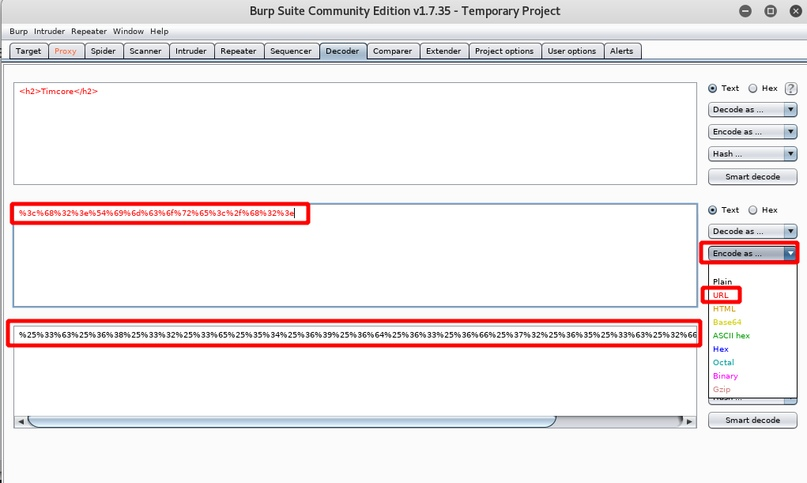 Burp Suite Community Edition v1.7.35 - Temporary Project
Burp Intruder Repeater Window Help
Target Proxy Spider Scanner Intruder Repeater Sequencer Decoder Comparer Extender Project options User options Alerts
<h2>Timcore</h2>
Text Hex ?
Decode as ...
Encode as ...
Hash ...
Smart decode
%3c%68%32%3e%54%69%6d%63%6f%72%65%3c%2f%68%32%3e
Text Hex
Decode as ...
Encode as ...
Plain
URL
HTML
Base64
ASCII hex
Hex
Octal
Binary
Gzip
%25%33%63%25%36%38%25%33%32%25%33%65%25%35%34%25%36%39%25%36%64%25%36%33%25%36%66%25%37%32%25%36%35%25%33%63%25%32%66
Hash ...
Smart decode